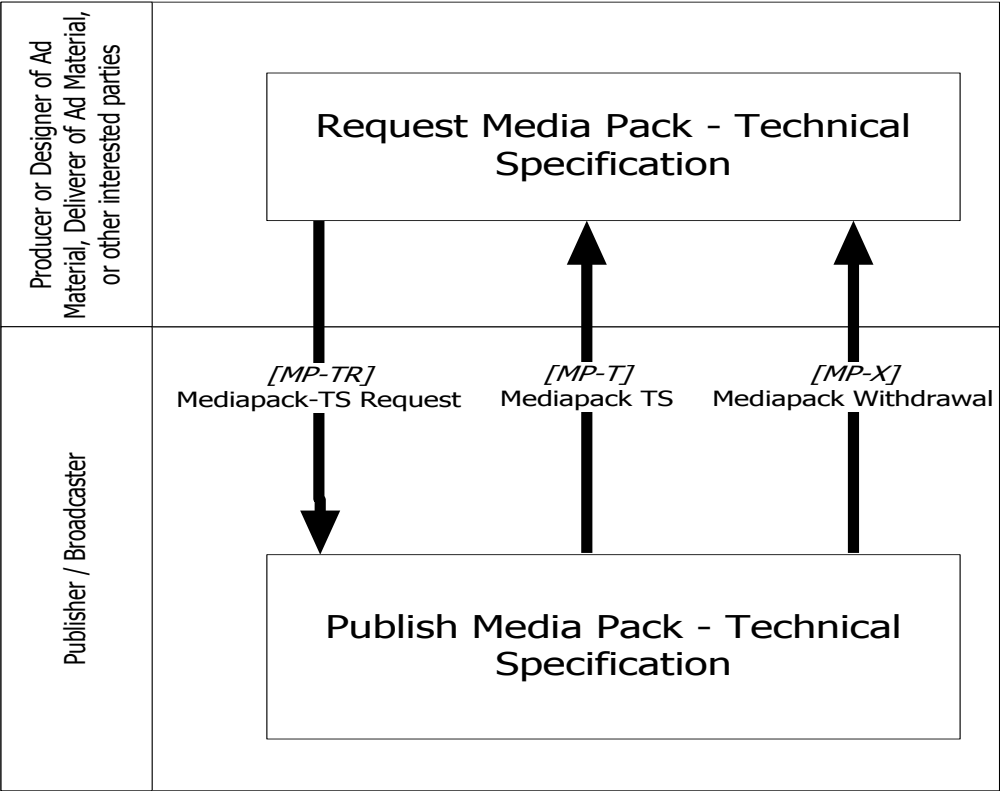 Producer or Designer of Ad
Material, Deliverer of Ad Material,
or other interested parties
Request Media Pack - Technical
Specification
[MP-TR]
Mediapack-TS Request
[MP-T]
Mediapack TS
[MP-X]
Mediapack Withdrawal
Publisher / Broadcaster
Publish Media Pack - Technical
Specification